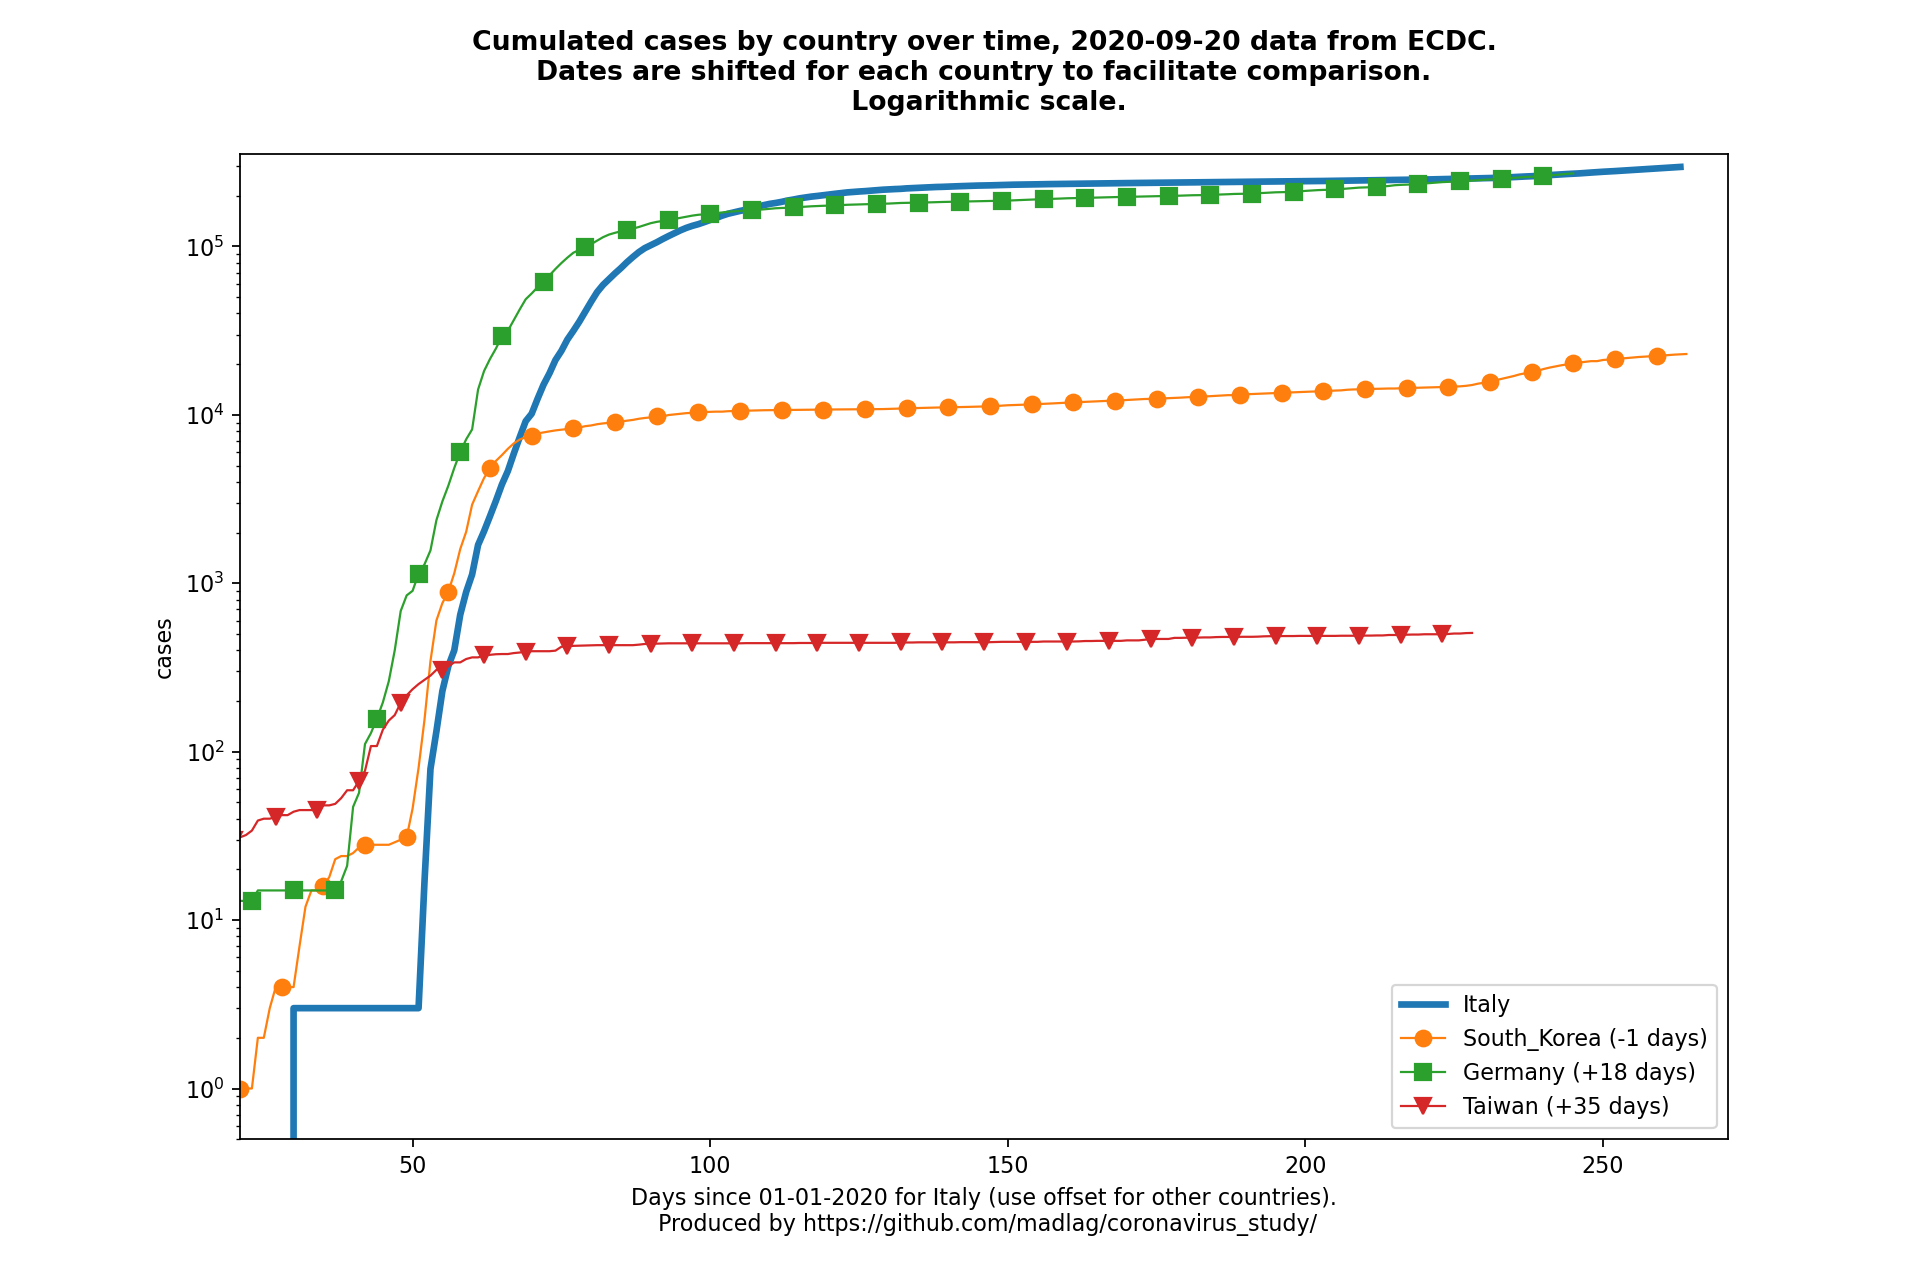 Cumulated cases by country over time, 2020-09-20 data from ECDC.
Dates are shifted for each country to facilitate comparison.
Logarithmic scale.
cases
10^5
10^4
10^3
10^2
10^1
10^0
50
100
150
200
250
Italy
South_Korea (-1 days)
Germany (+18 days)
Taiwan (+35 days)
Days since 01-01-2020 for Italy (use offset for other countries).
Produced by https://github.com/madlag/coronavirus_study/